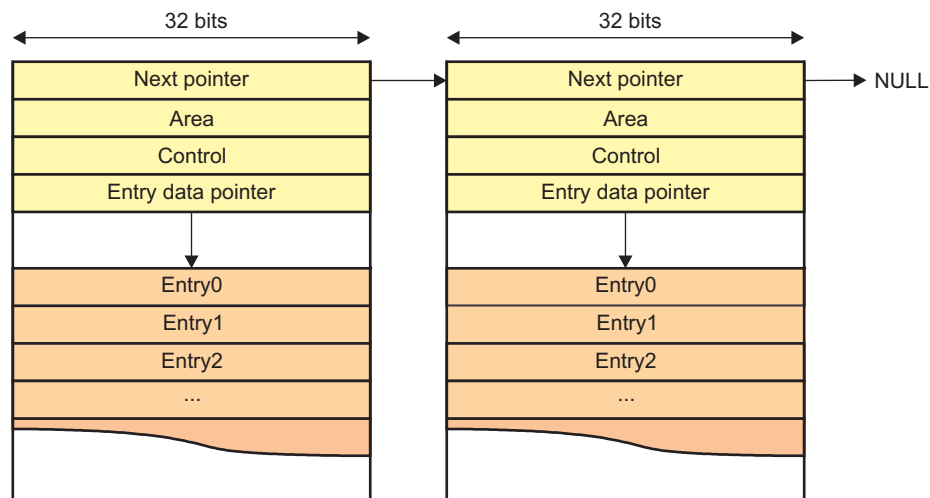 32 bits
32 bits
Next pointer
Next pointer
NULL
Area
Area
Control
Control
Entry data pointer
Entry data pointer
Entry0
Entry0
Entry1
Entry1
Entry2
Entry2
...
...